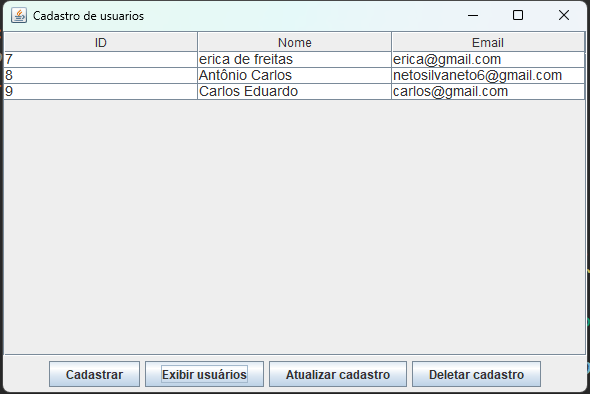 Cadastro de usuarios
ID Nome Email
7 erica de freitas erica@gmail.com
8 Antônio Carlos netosilvaneto6@gmail.com
9 Carlos Eduardo carlos@gmail.com
Cadastrar Exibir usuários Atualizar cadastro Deletar cadastro